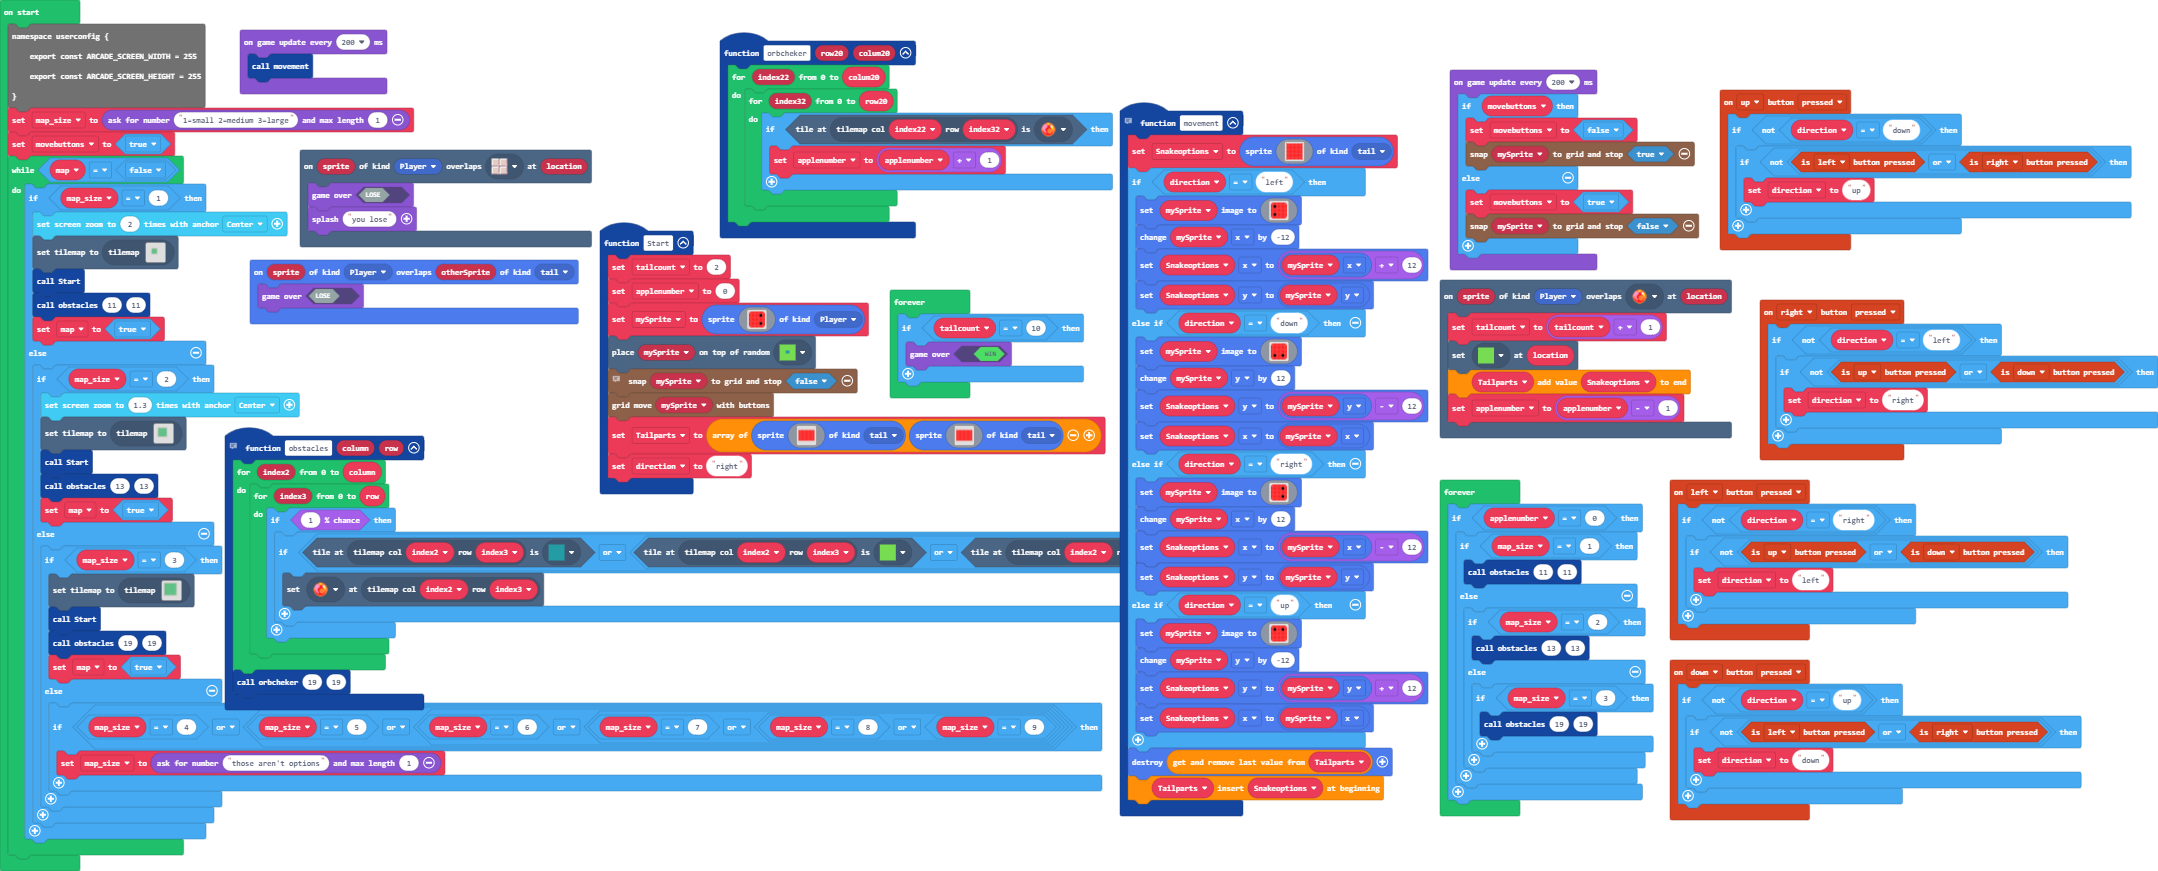 on start
namespace userconfig {
export const ARCADE_SCREEN_WIDTH = 255
export const ARCADE_SCREEN_HEIGHT = 255
}
set map_size to ask for number "1=small 2=medium 3=large" and max length 1
set movebuttons to true
while map = false
do if map_size = 1 then
set screen zoom to 2 times with anchor Center
set tilemap to tilemap
call Start
call obstacles 11 11
set map to true
else
if map_size = 2 then
set screen zoom to 1.3 times with anchor Center
set tilemap to tilemap
call Start
call obstacles 13 13
set map to true
else
if map_size = 3 then
set tilemap to tilemap
call Start
call obstacles 19 19
set map to true
else
if map_size = 4 or map_size = 5 or map_size = 6 or map_size = 7 or map_size = 8 or map_size = 9 then
set map_size to ask for number "those aren't options" and max length 1
on game update every 200 ms
call movement
on sprite of kind Player overlaps at location
game over LOSE
splash "you lose"
on sprite of kind Player overlaps otherSprite of kind tail
game over LOSE
function obstacles column row
for index2 from 0 to column
do for index3 from 0 to row
do if 1 % chance then
if tile at tilemap col index2 row index3 is or tile at tilemap col index2 row index3 is or tile at tilemap col index2
set at tilemap col index2 row index3
call orbcheker 19 19
function Start
set tailcount to 2
set applenumber to 0
set mySprite to sprite of kind Player
place mySprite on top of random
snap mySprite to grid and stop false
grid move mySprite with buttons
set Tailparts to array of sprite of kind tail sprite of kind tail
set direction to "right"
function orbcheker row20 colum20
for index22 from 0 to colum20
do for index32 from 0 to row20
do if tile at tilemap col index22 row index32 is then
set applenumber to applenumber + 1
forever
if tailcount = 10 then
game over WIN
function movement
set Snakeoptions to sprite of kind tail
if direction = "left" then
set mySprite image to
change mySprite x by -12
set Snakeoptions x to mySprite x + 12
set Snakeoptions y to mySprite y
else if direction = "down" then
set mySprite image to
change mySprite y by 12
set Snakeoptions y to mySprite y - 12
set Snakeoptions x to mySprite x
else if direction = "right" then
set mySprite image to
change mySprite x by 12
set Snakeoptions x to mySprite x - 12
set Snakeoptions y to mySprite y
else if direction = "up" then
set mySprite image to
change mySprite y by -12
set Snakeoptions y to mySprite y + 12
set Snakeoptions x to mySprite x
destroy get and remove last value from Tailparts
Tailparts insert Snakeoptions at beginning
on game update every 200 ms
if movebuttons then
set movebuttons to false
snap mySprite to grid and stop true
else
set movebuttons to true
snap mySprite to grid and stop false
on sprite of kind Player overlaps at location
set tailcount to tailcount + 1
set at location
Tailparts add value Snakeoptions to end
set applenumber to applenumber - 1
forever
if applenumber = 0 then
if map_size = 1 then
call obstacles 11 11
else
if map_size = 2 then
call obstacles 13 13
else
if map_size = 3 then
call obstacles 19 19
on up button pressed
if not direction = "down" then
if not is left button pressed or is right button pressed then
set direction to "up"
on right button pressed
if not direction = "left" then
if not is up button pressed or is down button pressed then
set direction to "right"
on left button pressed
if not direction = "right" then
if not is up button pressed or is down button pressed then
set direction to "left"
on down button pressed
if not direction = "up" then
if not is left button pressed or is right button pressed then
set direction to "down"